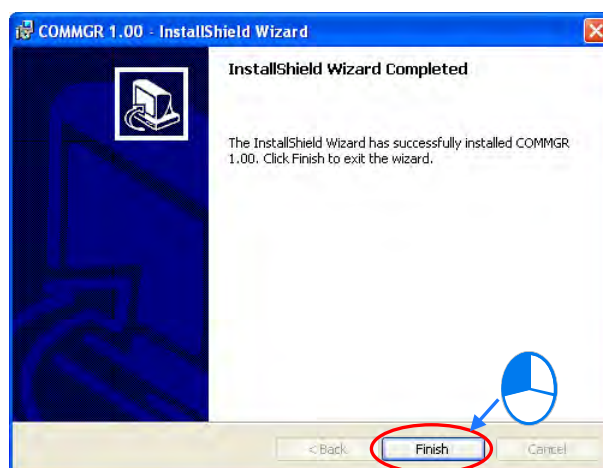 COMMGR 1.00 - InstallShield Wizard
InstallShield Wizard Completed
The InstallShield Wizard has successfully installed COMMGR
1.00. Click Finish to exit the wizard.
< Back
Finish
Cancel